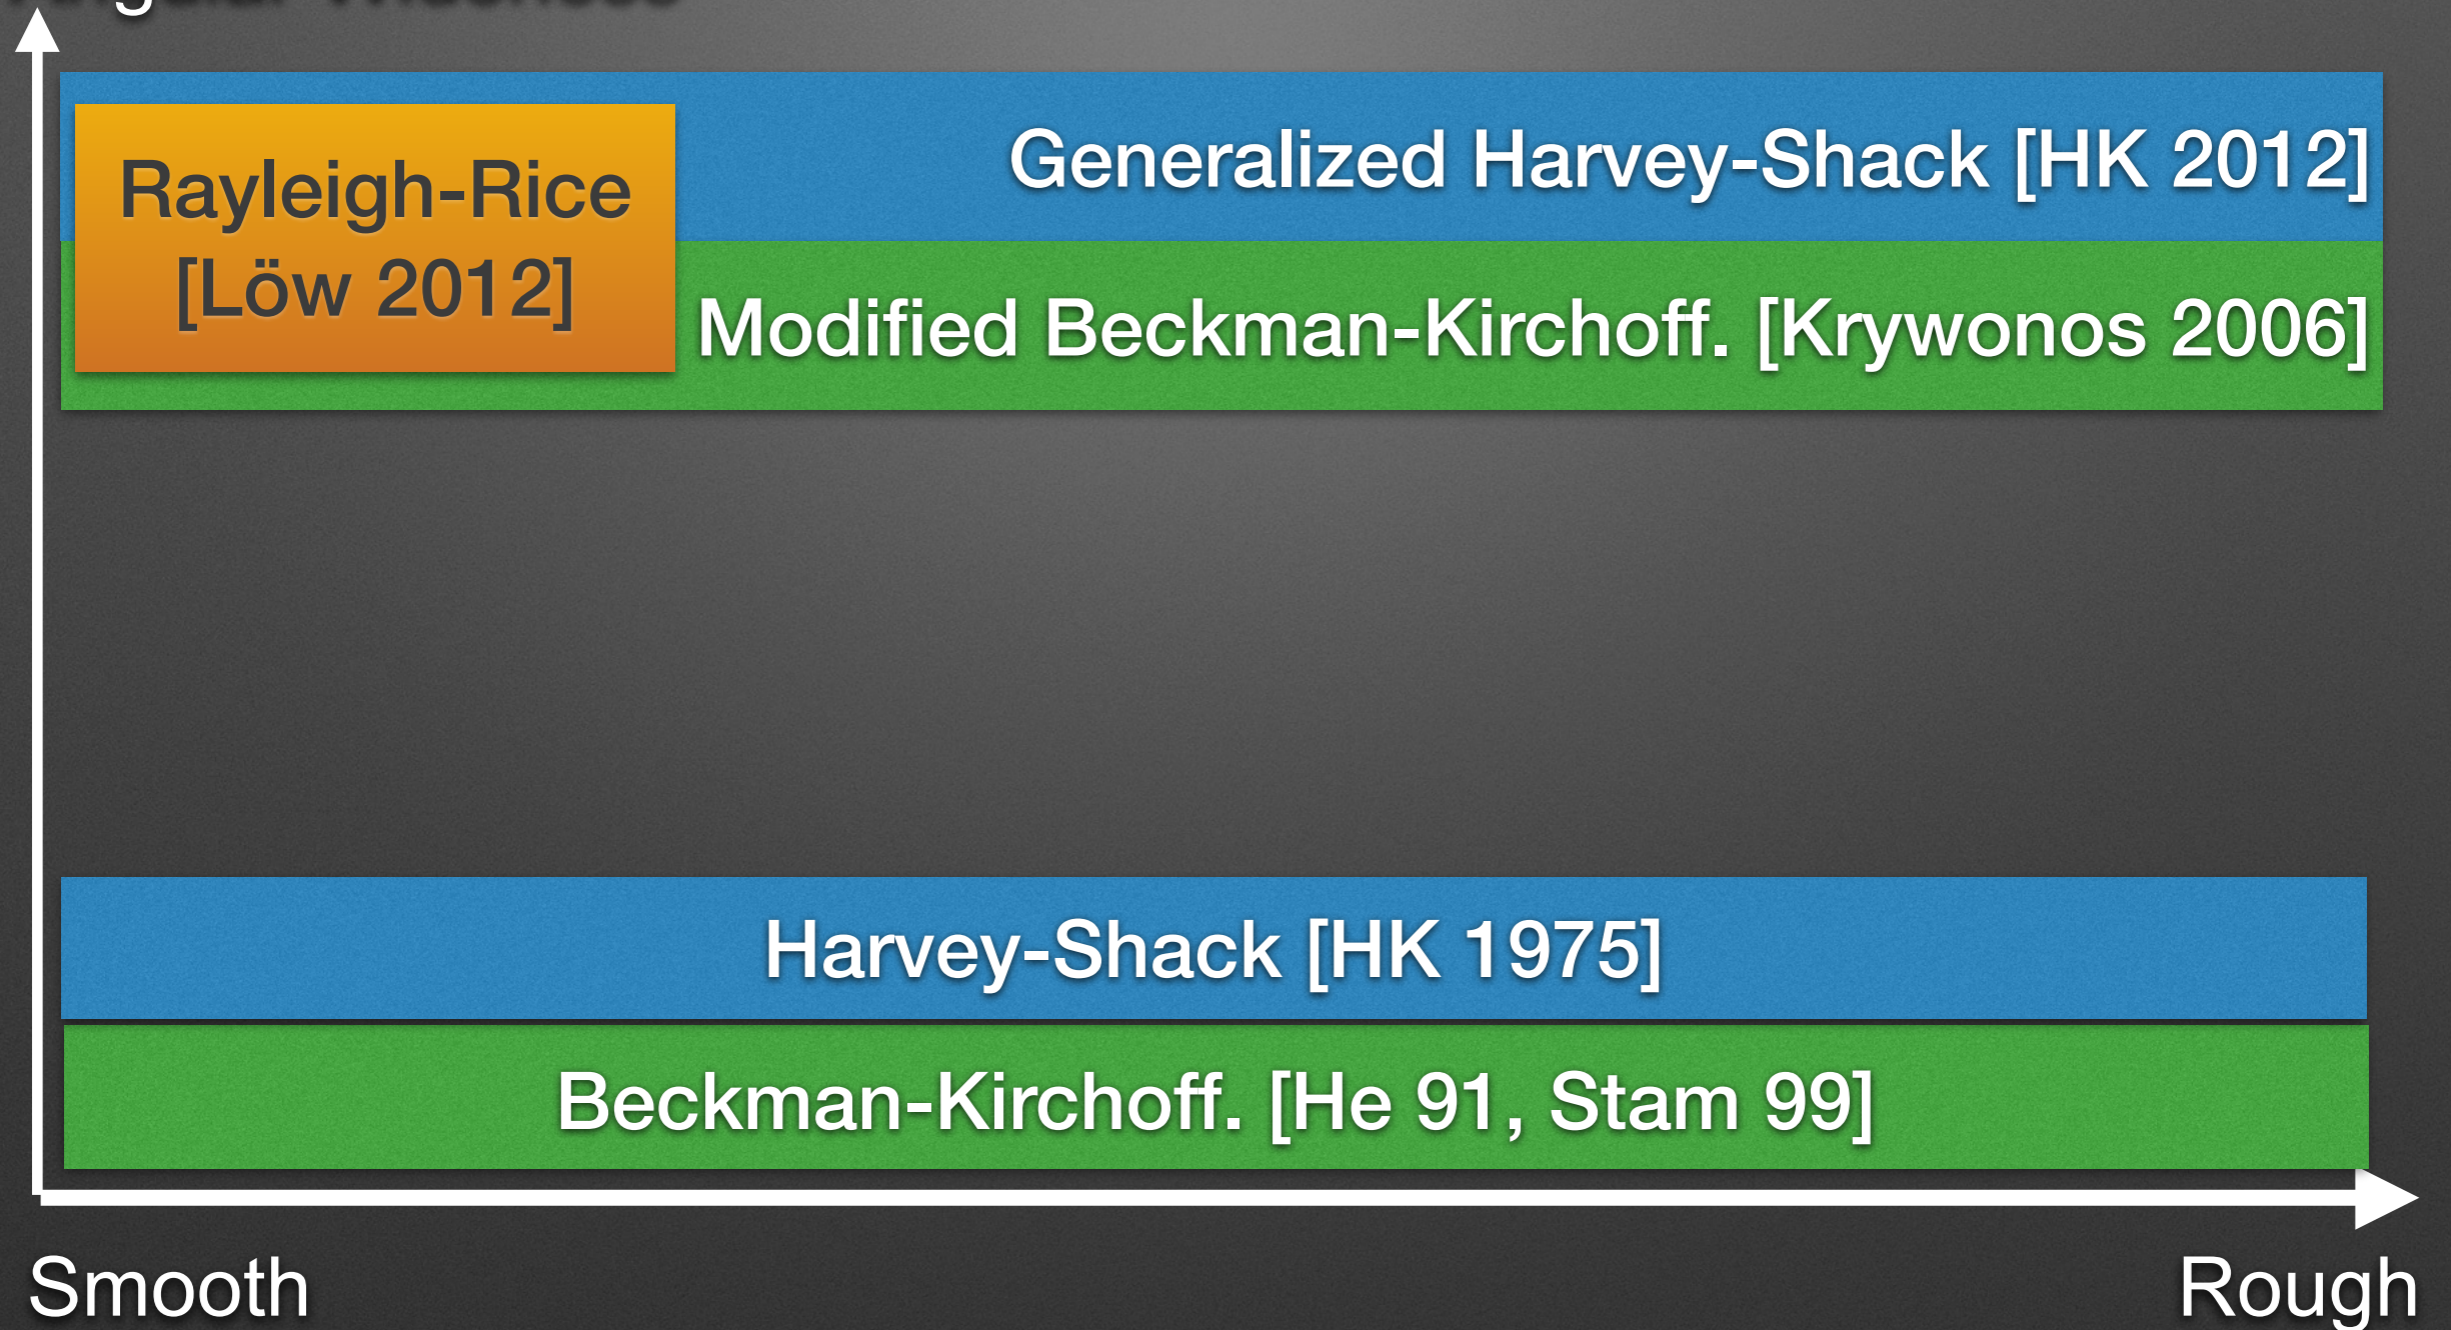 Generalized Harvey-Shack [HK 2012]
Rayleigh-Rice
[Löw 2012]
Modified Beckman-Kirchoff. [Krywonos 2006]
Harvey-Shack [HK 1975]
Beckman-Kirchoff. [He 91, Stam 99]
Smooth
Rough